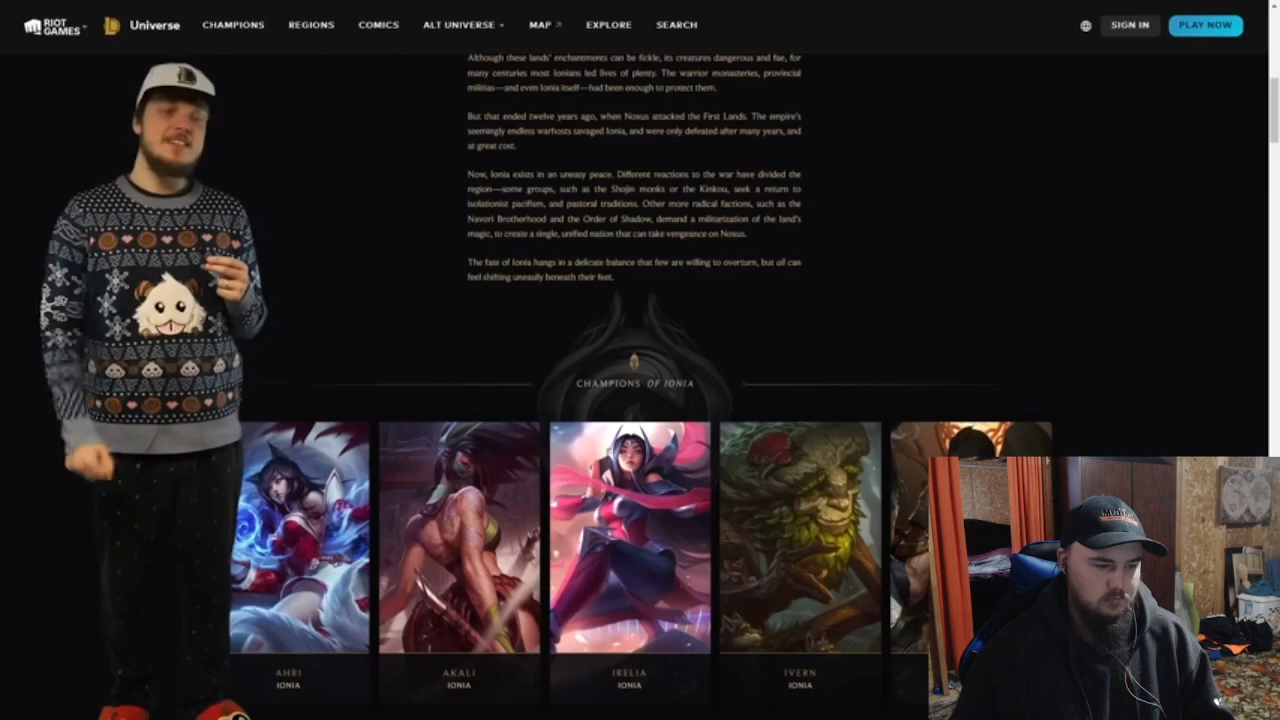 RIOT GAMES Universe CHAMPIONS REGIONS COMICS ALT UNIVERSE MAP EXPLORE SEARCH SIGN IN PLAY NOW
Although these lands' enchantments can be fickle, its creatures dangerous and fae, for
many centuries most Ionians led lives of plenty. The warrior monasteries, provincial
militias—and even Ionia itself—had been enough to protect them.
But that ended twelve years ago, when Noxus attacked the First Lands. The empire's
seemingly endless warhosts savaged Ionia, and were only defeated after many years, and
at great cost.
Now, Ionia exists in an uneasy peace. Different reactions to the war have divided the
region—some groups, such as the Shojin monks or the Kinkou, seek a return to
isolationist pacifism, and pastoral traditions. Other more radical factions, such as the
Navori Brotherhood and the Order of Shadow, demand a militarization of the land's
magic, to create a single, unified nation that can take vengeance on Noxus.
The fate of Ionia hangs in a delicate balance that few are willing to overturn, but all can
feel shifting uneasily beneath their feet.
CHAMPIONS OF IONIA
AHRI
IONIA
AKALI
IONIA
IRELIA
IONIA
IVERN
IONIA